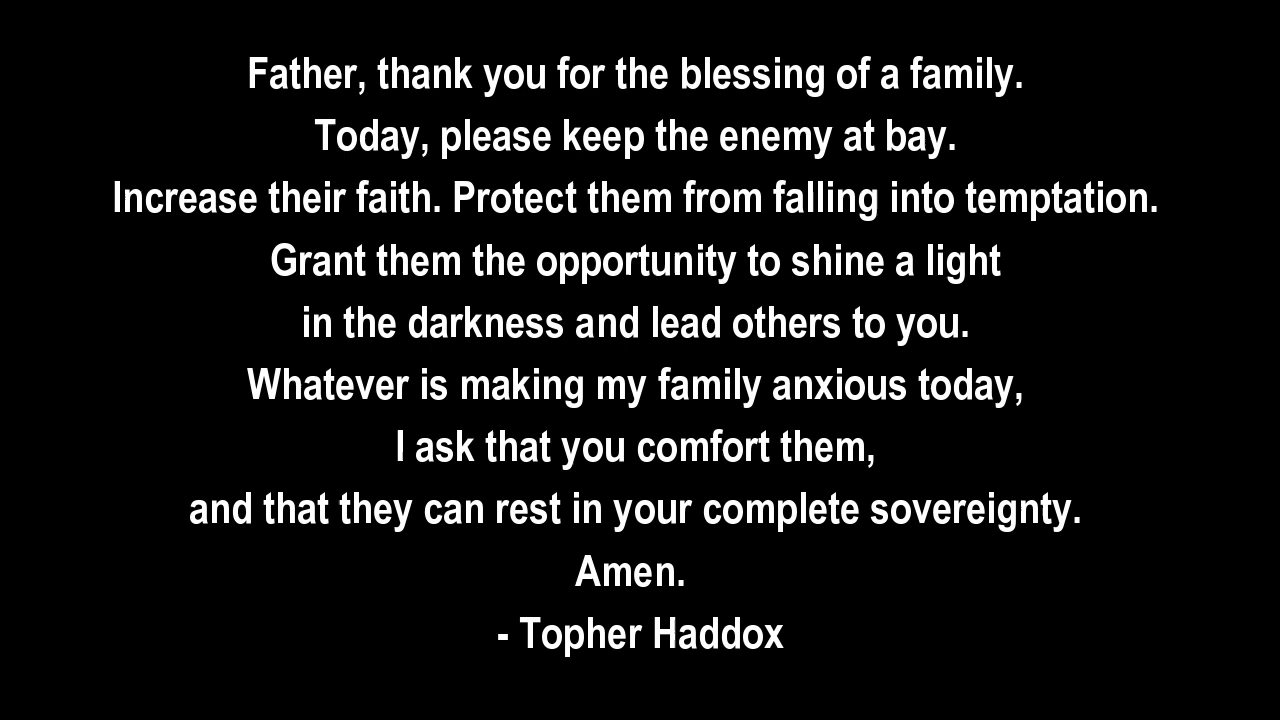 Father, thank you for the blessing of a family.
Today, please keep the enemy at bay.
Increase their faith. Protect them from falling into temptation.
Grant them the opportunity to shine a light
in the darkness and lead others to you.
Whatever is making my family anxious today,
I ask that you comfort them,
and that they can rest in your complete sovereignty.
Amen.
- Topher Haddox